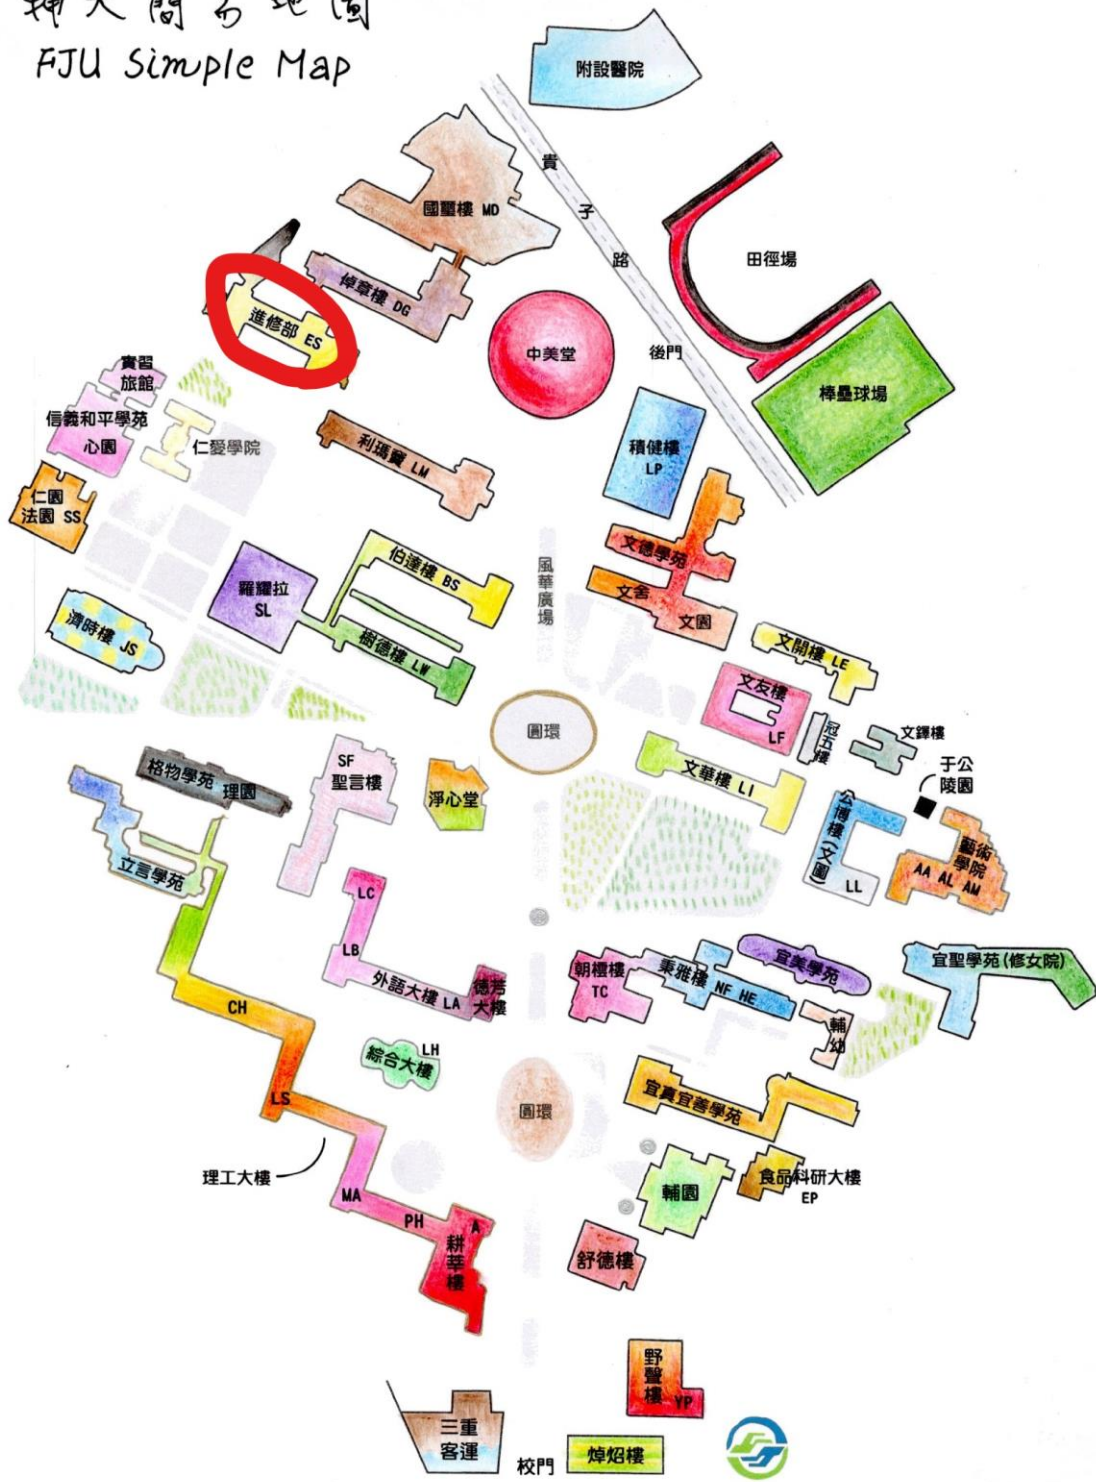 輔大簡易地圖
FJU Simple Map
附設醫院
貴子路
國璽樓 MD
田徑場
倬章樓 DG
進修部 ES
中美堂
後門
棒壘球場
實習
旅館
信義和平學苑
心園
仁愛學院
利瑪竇 LM
積健樓
LP
仁園
法園 SS
文德學苑
伯達樓 BS
風華廣場
羅耀拉
SL
文舍
文園
濟時樓 JS
樹德樓 LW
文開樓 LE
文友樓
LF
冠五樓
文鐸樓
圓環
于公
陵園
格物學苑 理園
SF
聖言樓
淨心堂
文華樓 LI
公博樓(文圖)
LL
藝術
學院
AA AL AM
立言學苑
LC
LB
外語大樓 LA
德芳
大樓
朝橒樓
TC
秉雅樓 NF HE
宜美學苑
宜聖學苑(修女院)
CH
輔幼
LH
綜合大樓
LS
圓環
宜真宜善學苑
理工大樓
MA
輔園
食品科研大樓
EP
PH
A
耕莘樓
舒德樓
野聲樓
YP
三重
客運
校門
焯炤樓